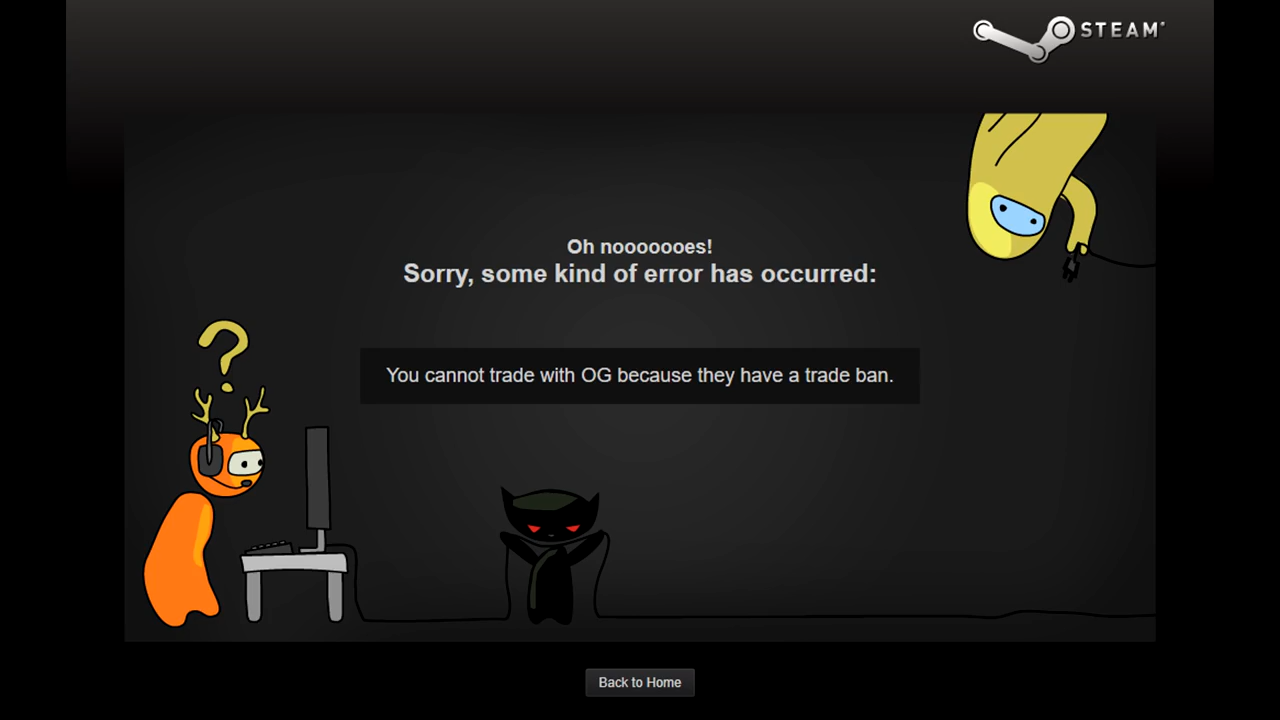 STEAM®
Oh nooooooes!
Sorry, some kind of error has occurred:
?
You cannot trade with OG because they have a trade ban.
Back to Home